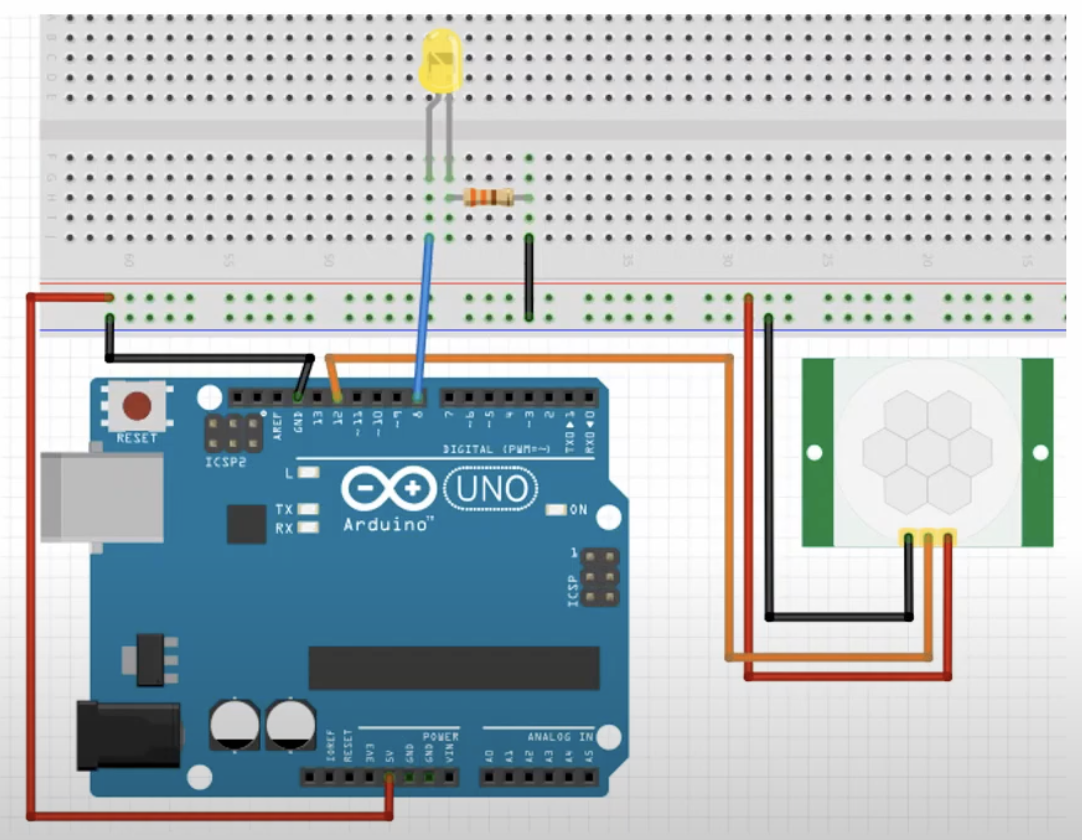 60 55 50 35 30 25 20 15
RESET
ICSP2
AREF
GND
13
12
~11
~10
~9
8
7
~6
~5
4
~3
2
TX0▶1
RX0◀0
DIGITAL (PWM=~)
L
TX
RX
UNO
ON
Arduino™
1
ICSP
POWER
ANALOG IN
IOREF
RESET
3V3
5V
GND
GND
VIN
A0
A1
A2
A3
A4
A5